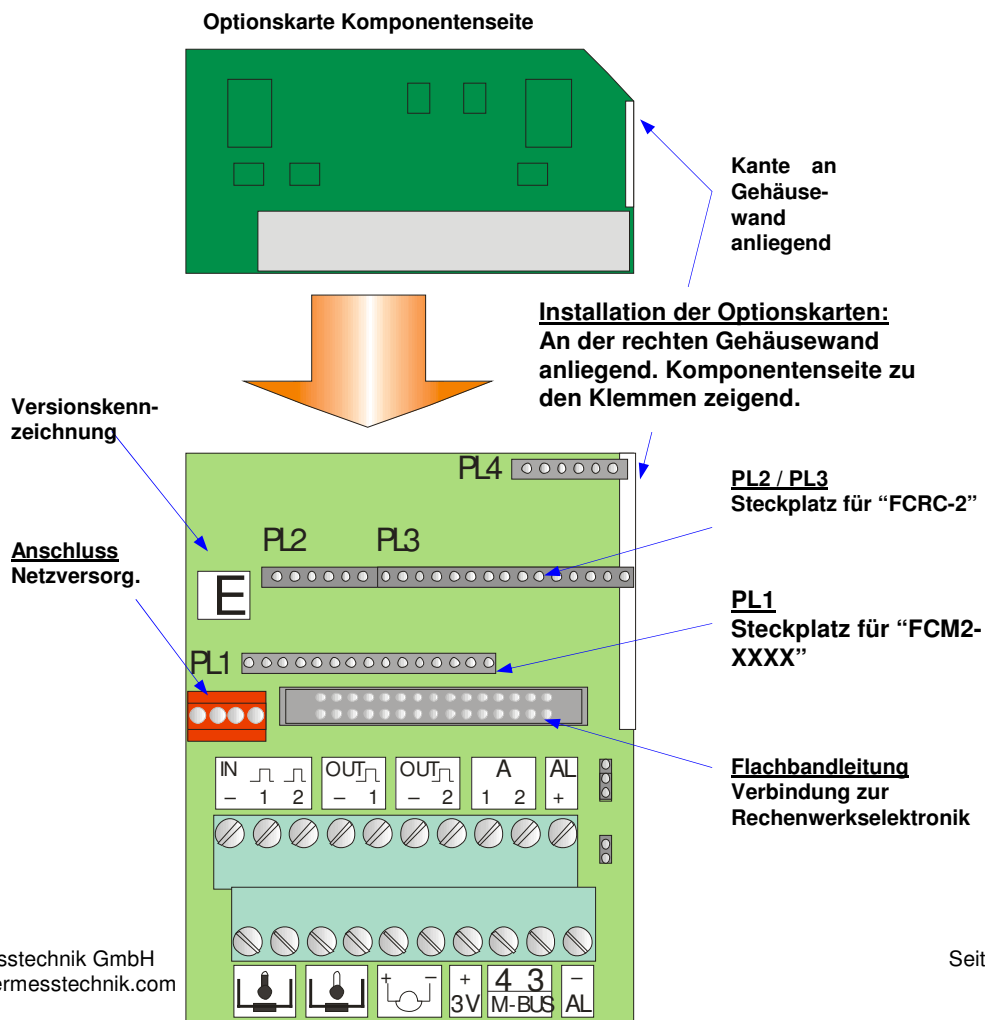 Optionskarte Komponentenseite
Kante an
Gehäuse-
wand
anliegend
Installation der Optionskarten:
An der rechten Gehäusewand
anliegend. Komponentenseite zu
den Klemmen zeigend.
Versionskenn-
zeichnung
PL4
PL2 / PL3
Steckplatz für “FCRC-2”
PL2 PL3
Anschluss
Netzversorg.
E
PL1
Steckplatz für “FCM2-
XXXX”
PL1
Flachbandleitung
Verbindung zur
Rechenwerkselektronik
IN OUT OUT A AL
– 1 2 – 1 – 2 1 2 +
sstechnik GmbH
ermesstechnik.com
Seit
+ – + 4 3 –
3V M-BUS AL